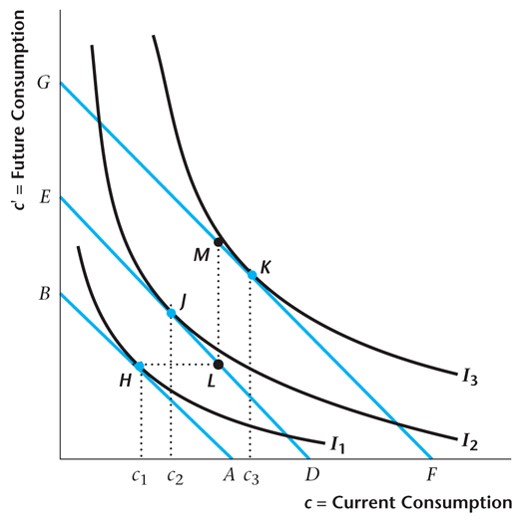 G
c' = Future Consumption
E
M
K
B
J
H
L
I3
I2
I1
c1
c2
A
c3
D
F
c = Current Consumption